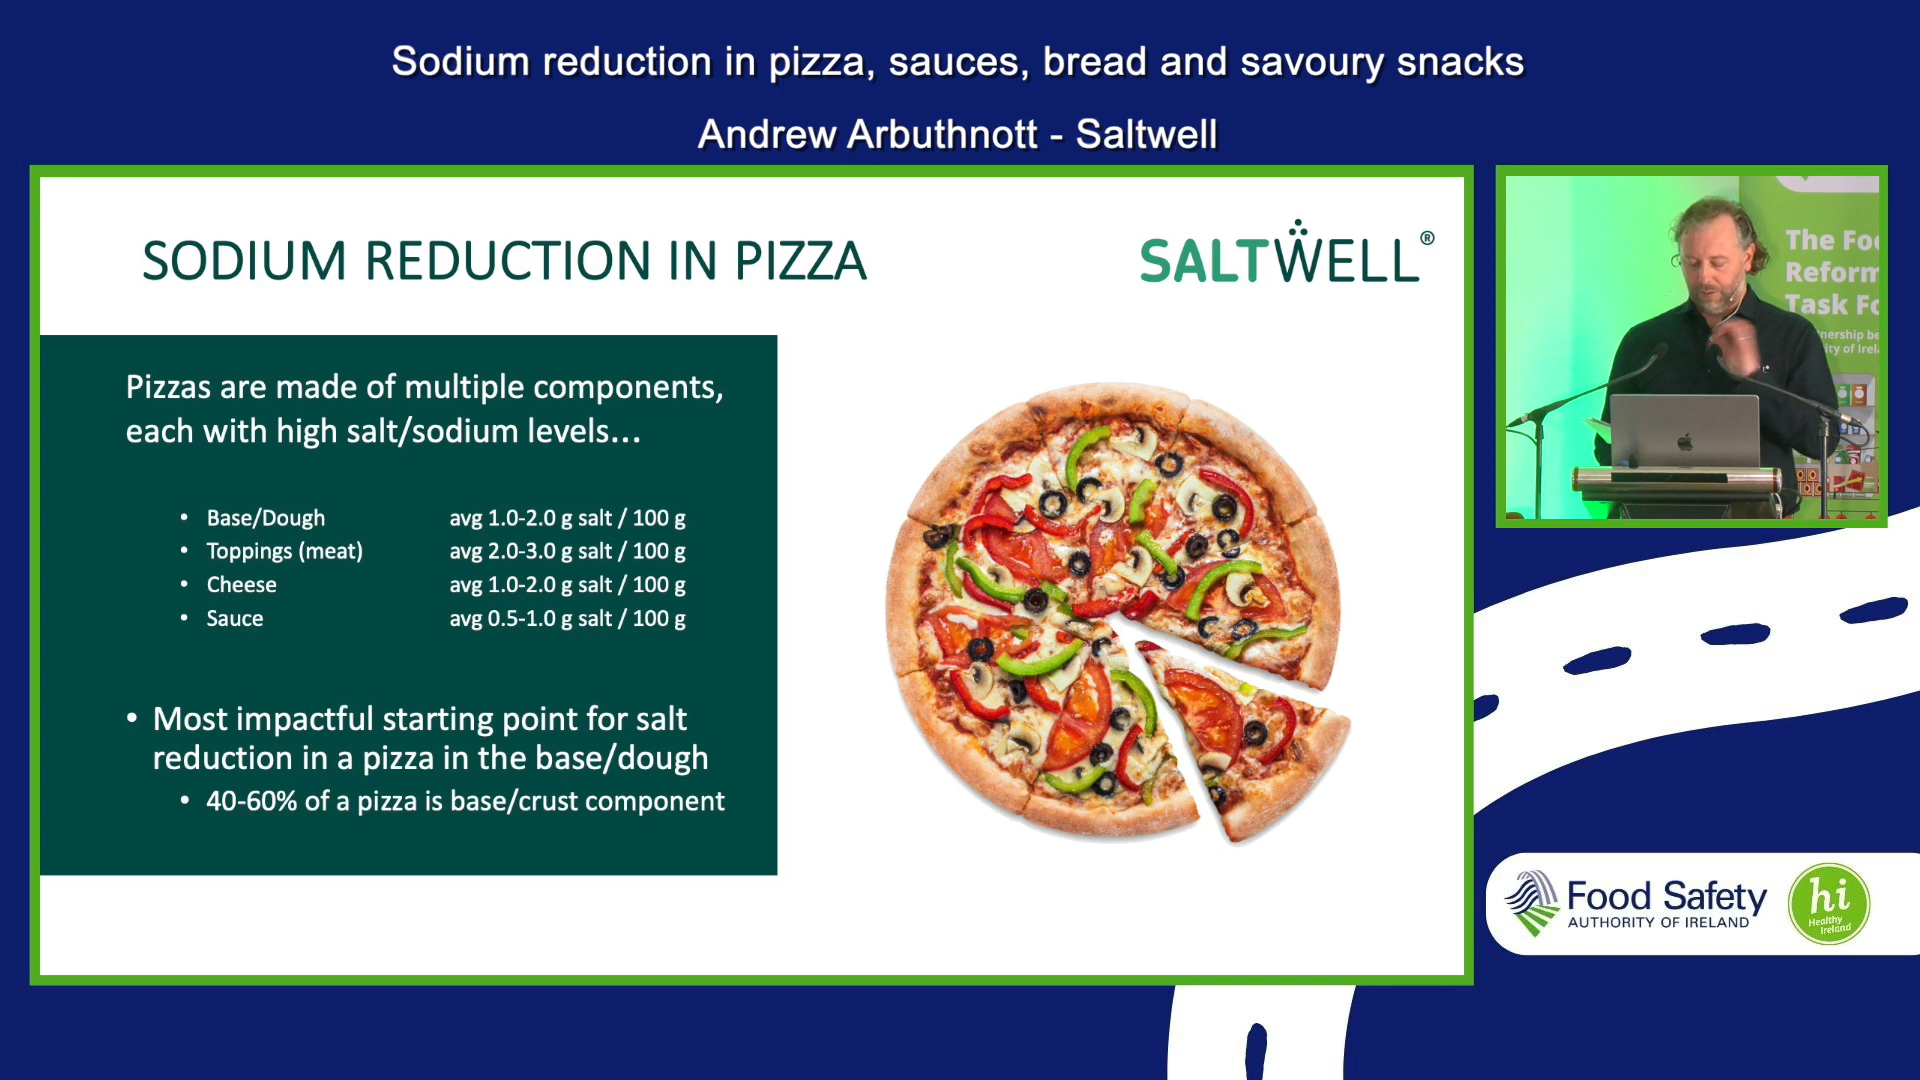 Sodium reduction in pizza, sauces, bread and savoury snacks
Andrew Arbuthnott - Saltwell
SODIUM REDUCTION IN PIZZA
SALTWELL®
Pizzas are made of multiple components,
each with high salt/sodium levels...
• Base/Dough avg 1.0-2.0 g salt / 100 g
• Toppings (meat) avg 2.0-3.0 g salt / 100 g
• Cheese avg 1.0-2.0 g salt / 100 g
• Sauce avg 0.5-1.0 g salt / 100 g
• Most impactful starting point for salt
reduction in a pizza in the base/dough
• 40-60% of a pizza is base/crust component
The
Reform
Task
Food Safety
AUTHORITY OF IRELAND
hi
Healthy
Ireland